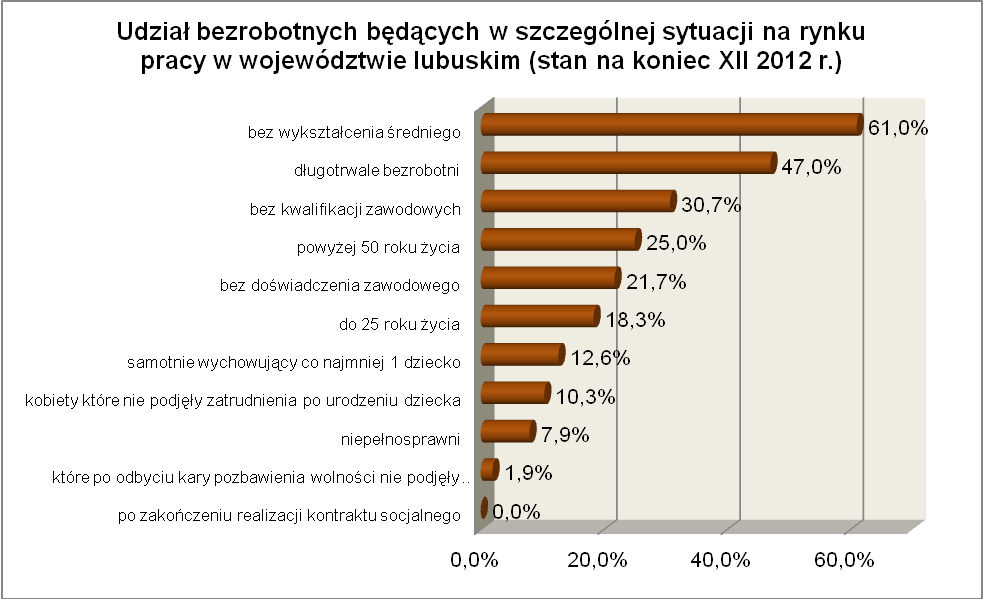 Udział bezrobotnych będących w szczególnej sytuacji na rynku
pracy w województwie lubuskim (stan na koniec XII 2012 r.)
bez wykształcenia średniego 61,0%
długotrwale bezrobotni 47,0%
bez kwalifikacji zawodowych 30,7%
powyżej 50 roku życia 25,0%
bez doświadczenia zawodowego 21,7%
do 25 roku życia 18,3%
samotnie wychowujący co najmniej 1 dziecko 12,6%
kobiety które nie podjęły zatrudnienia po urodzeniu dziecka 10,3%
niepełnosprawni 7,9%
które po odbyciu kary pozbawienia wolności nie podjęły.. 1,9%
po zakończeniu realizacji kontraktu socjalnego 0,0%
0,0% 20,0% 40,0% 60,0%